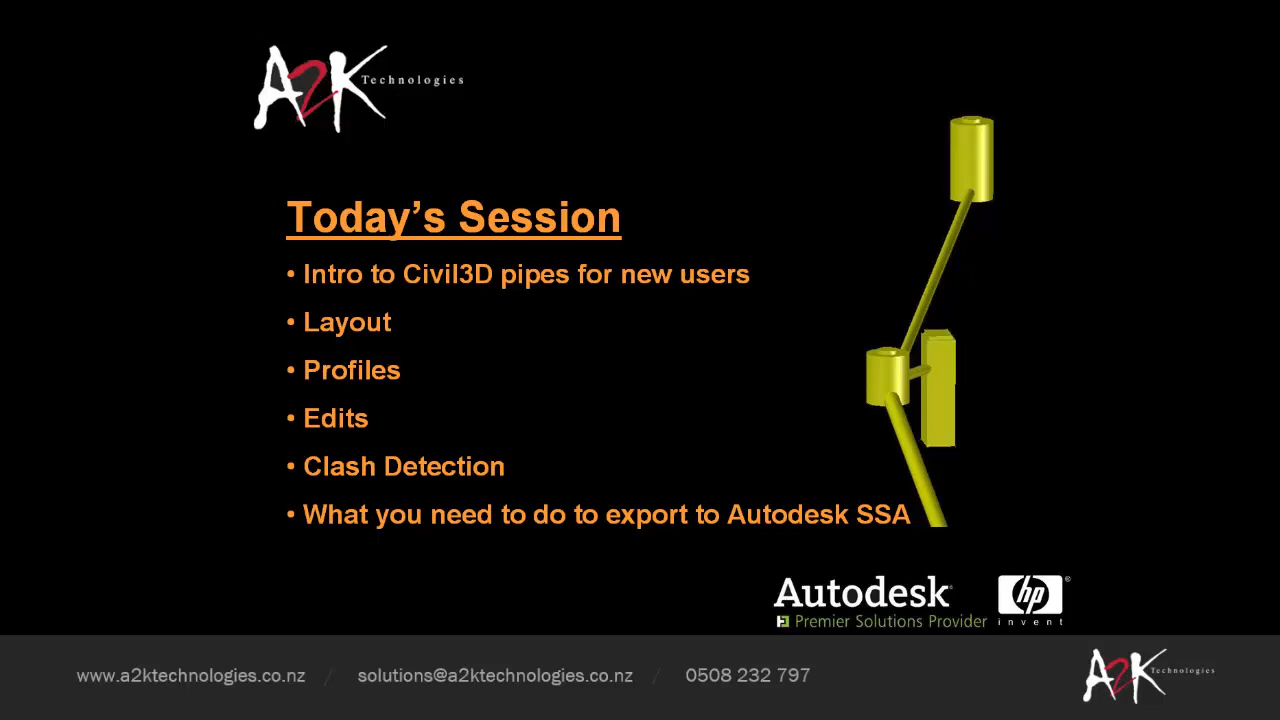 A2K Technologies
Today’s Session
• Intro to Civil3D pipes for new users
• Layout
• Profiles
• Edits
• Clash Detection
• What you need to do to export to Autodesk SSA
Autodesk® hp®
Premier Solutions Provider invent
www.a2ktechnologies.co.nz / solutions@a2ktechnologies.co.nz / 0508 232 797
A2K Technologies